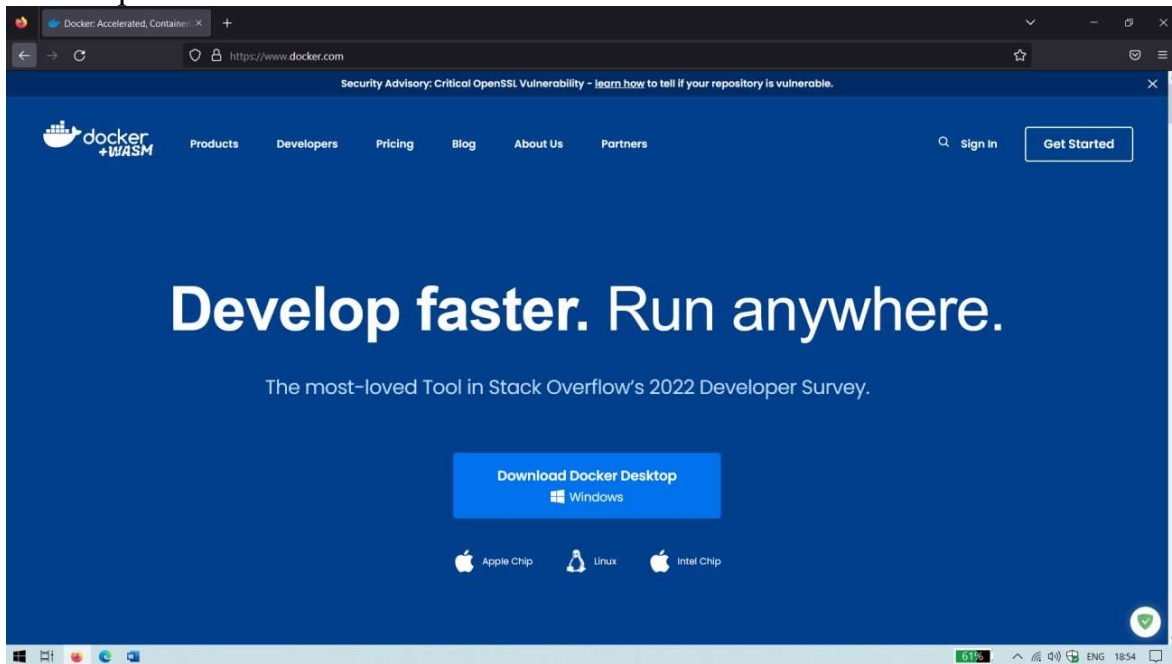 Docker: Accelerated, Container
https://www.docker.com
Security Advisory: Critical OpenSSL Vulnerability - learn how to tell if your repository is vulnerable.
docker
+WASM
Products Developers Pricing Blog About Us Partners Sign In Get Started
Develop faster. Run anywhere.
The most-loved Tool in Stack Overflow's 2022 Developer Survey.
Download Docker Desktop
Windows
Apple Chip Linux Intel Chip
61% ENG 18:54